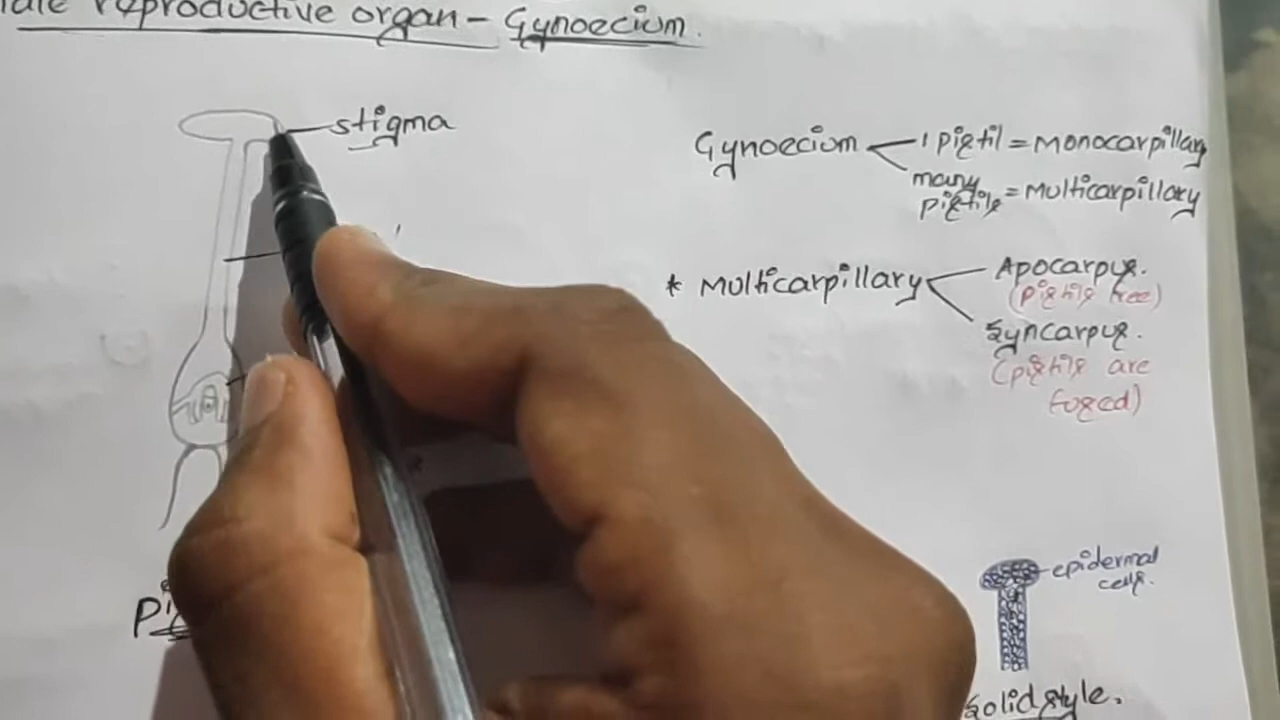 reproductive organ - Gynoecium.
stigma
Gynoecium
1 Pistil = Monocarpillary
many Pistils = Multicarpillary
* Multicarpillary
Apocarpus.
(Pistils free)
Syncarpus.
(pistils are
fused)
epidermal
cells.
Solid style.